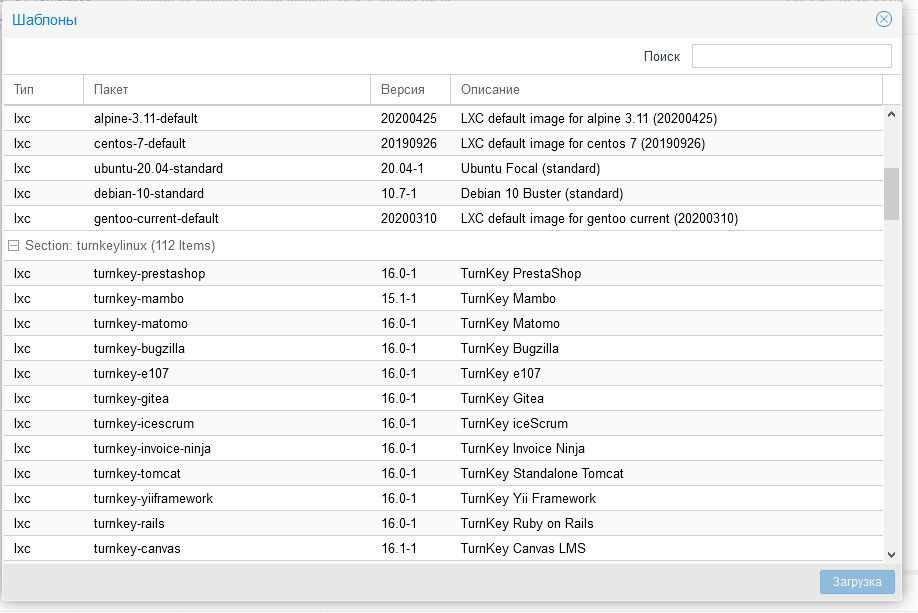 Шаблоны
Поиск
Тип Пакет Версия Описание
lxc alpine-3.11-default 20200425 LXC default image for alpine 3.11 (20200425)
lxc centos-7-default 20190926 LXC default image for centos 7 (20190926)
lxc ubuntu-20.04-standard 20.04-1 Ubuntu Focal (standard)
lxc debian-10-standard 10.7-1 Debian 10 Buster (standard)
lxc gentoo-current-default 20200310 LXC default image for gentoo current (20200310)
Section: turnkeylinux (112 Items)
lxc turnkey-prestashop 16.0-1 TurnKey PrestaShop
lxc turnkey-mambo 15.1-1 TurnKey Mambo
lxc turnkey-matomo 16.0-1 TurnKey Matomo
lxc turnkey-bugzilla 16.0-1 TurnKey Bugzilla
lxc turnkey-e107 16.0-1 TurnKey e107
lxc turnkey-gitea 16.0-1 TurnKey Gitea
lxc turnkey-icescrum 16.0-1 TurnKey iceScrum
lxc turnkey-invoice-ninja 16.0-1 TurnKey Invoice Ninja
lxc turnkey-tomcat 16.0-1 TurnKey Standalone Tomcat
lxc turnkey-yiiframework 16.0-1 TurnKey Yii Framework
lxc turnkey-rails 16.0-1 TurnKey Ruby on Rails
lxc turnkey-canvas 16.1-1 TurnKey Canvas LMS
Загрузка